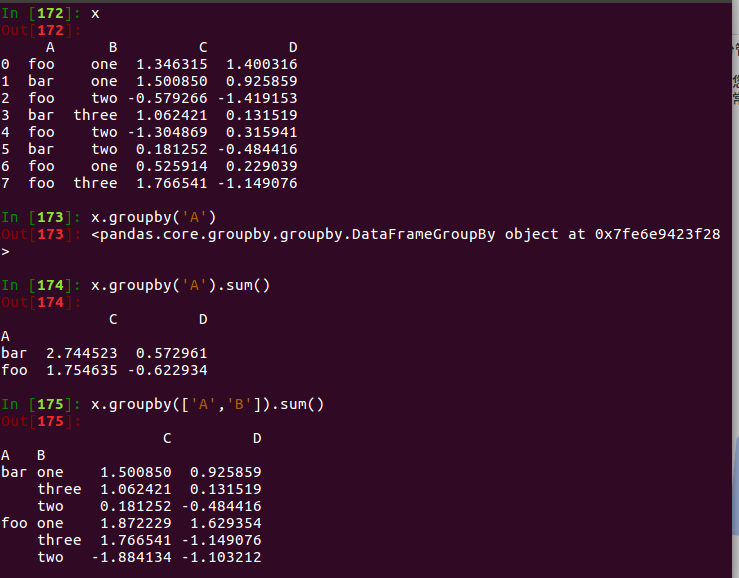 In [172]: x
Out[172]:
     A      B         C         D
0  foo    one  1.346315  1.400316
1  bar    one  1.500850  0.925859
2  foo    two -0.579266 -1.419153
3  bar  three  1.062421  0.131519
4  foo    two -1.304869  0.315941
5  bar    two  0.181252 -0.484416
6  foo    one  0.525914  0.229039
7  foo  three  1.766541 -1.149076
In [173]: x.groupby('A')
Out[173]: <pandas.core.groupby.groupby.DataFrameGroupBy object at 0x7fe6e9423f28
>
In [174]: x.groupby('A').sum()
Out[174]:
            C         D
A
bar  2.744523  0.572961
foo  1.754635 -0.622934
In [175]: x.groupby(['A','B']).sum()
Out[175]:
                  C         D
A   B
bar one    1.500850  0.925859
    three  1.062421  0.131519
    two    0.181252 -0.484416
foo one    1.872229  1.629354
    three  1.766541 -1.149076
    two   -1.884134 -1.103212